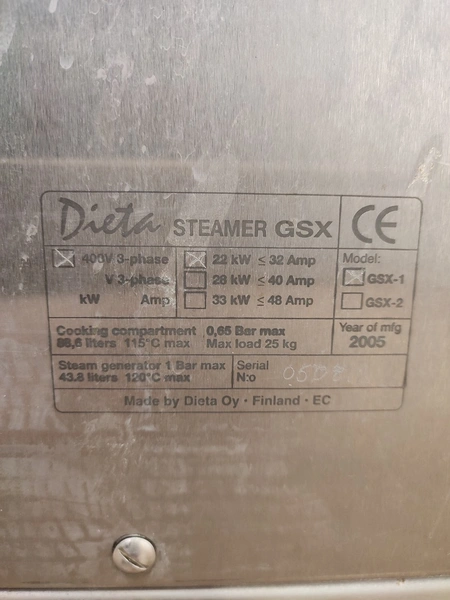 Dieta STEAMER GSX CE
400V 3-phase 22 kW ≤ 32 Amp Model:
V 3-phase 28 kW ≤ 40 Amp GSX-1
kW Amp 33 kW ≤ 48 Amp GSX-2
Cooking compartment 0,65 Bar max Year of mfg
88,6 liters 115°C max Max load 25 kg 2005
Steam generator 1 Bar max Serial
43.8 liters 120°C max N:o
Made by Dieta Oy · Finland · EC